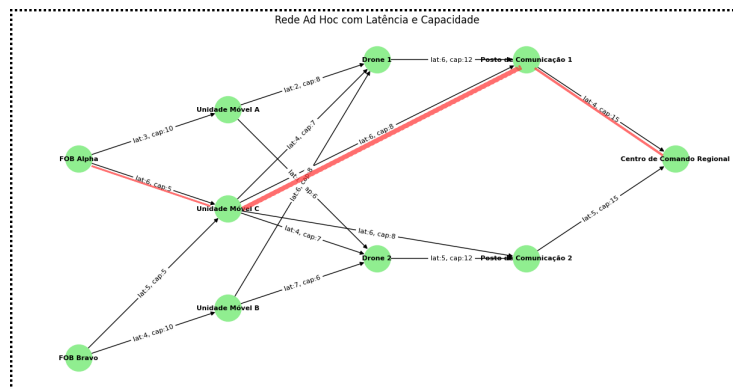 Rede Ad Hoc com Latência e Capacidade
Drone 1
lat:6, cap:12
Posto de Comunicação 1
lat:2, cap:8
Unidade Móvel A
lat:4, cap:7
lat:6, cap:8
lat:4, cap:15
lat:3, cap:10
FOB Alpha
Centro de Comando Regional
lat:6, cap:5
Unidade Móvel C
lat:6, cap:8
lat:4, cap:7
lat:5, cap:15
Drone 2
lat:5, cap:12
Posto de Comunicação 2
lat:5, cap:5
lat:7, cap:6
Unidade Móvel B
lat:4, cap:10
FOB Bravo